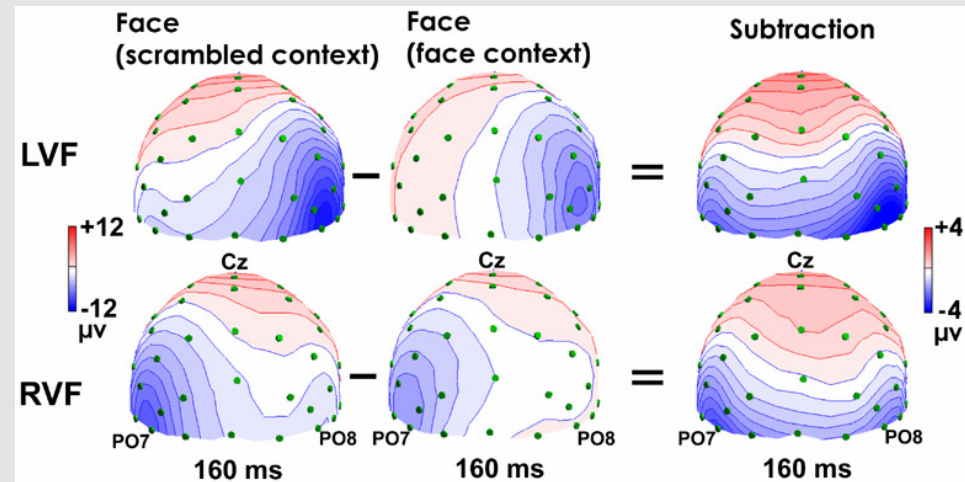 Face
(scrambled context)
Face
(face context)
Subtraction
LVF
-
=
+12
-12
μv
+4
-4
μv
Cz
Cz
Cz
RVF
-
=
PO7
PO8
PO7
PO8
PO7
PO8
160 ms
160 ms
160 ms